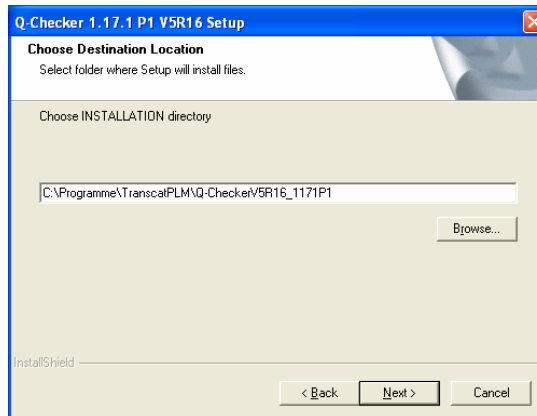 Q-Checker 1.17.1 P1 V5R16 Setup
Choose Destination Location
Select folder where Setup will install files.
Choose INSTALLATION directory
C:\Programme\TranscatPLM\Q-CheckerV5R16_1171P1
Browse...
InstallShield
< Back Next > Cancel